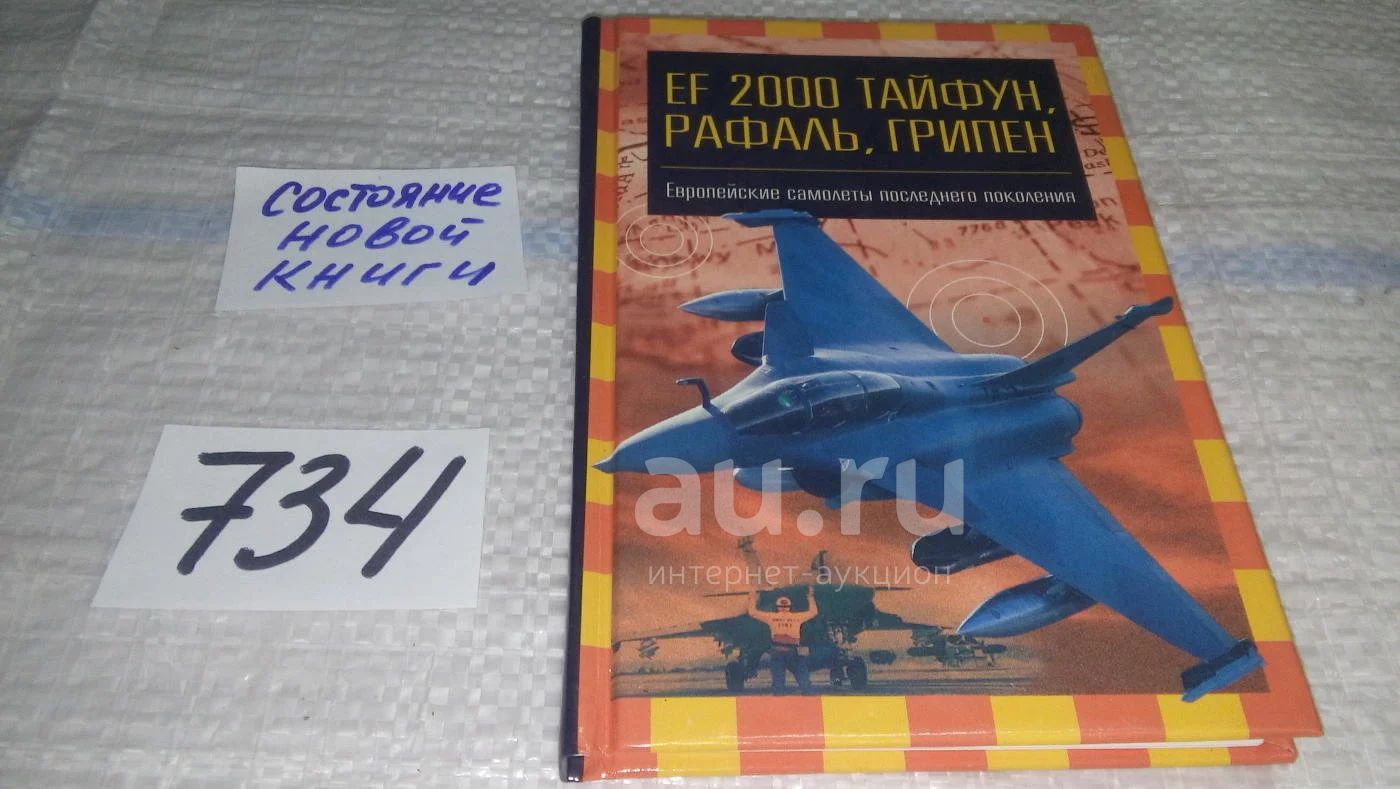 состояние
новой
книги
734
EF 2000 ТАЙФУН,
РАФАЛЬ, ГРИПЕН
Европейские самолеты последнего поколения
au.ru
интернет-аукцион